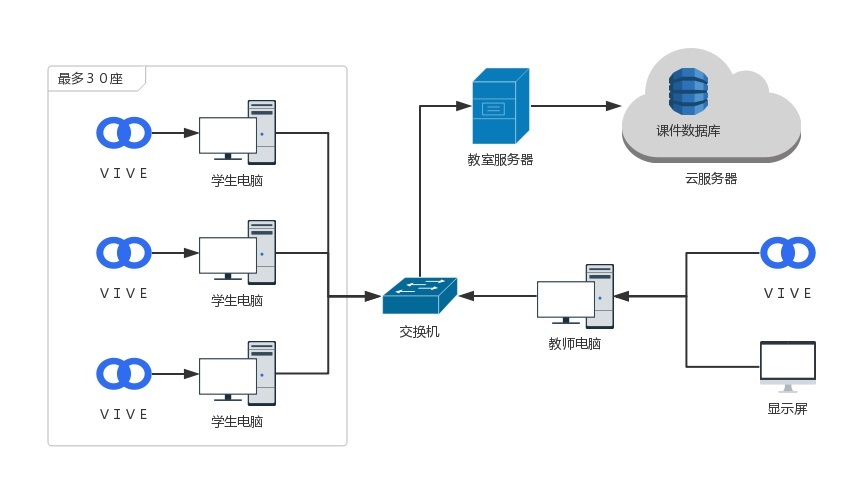 最多３０座
ＶＩＶＥ
学生电脑
ＶＩＶＥ
学生电脑
ＶＩＶＥ
学生电脑
交换机
教室服务器
课件数据库
云服务器
教师电脑
ＶＩＶＥ
显示屏